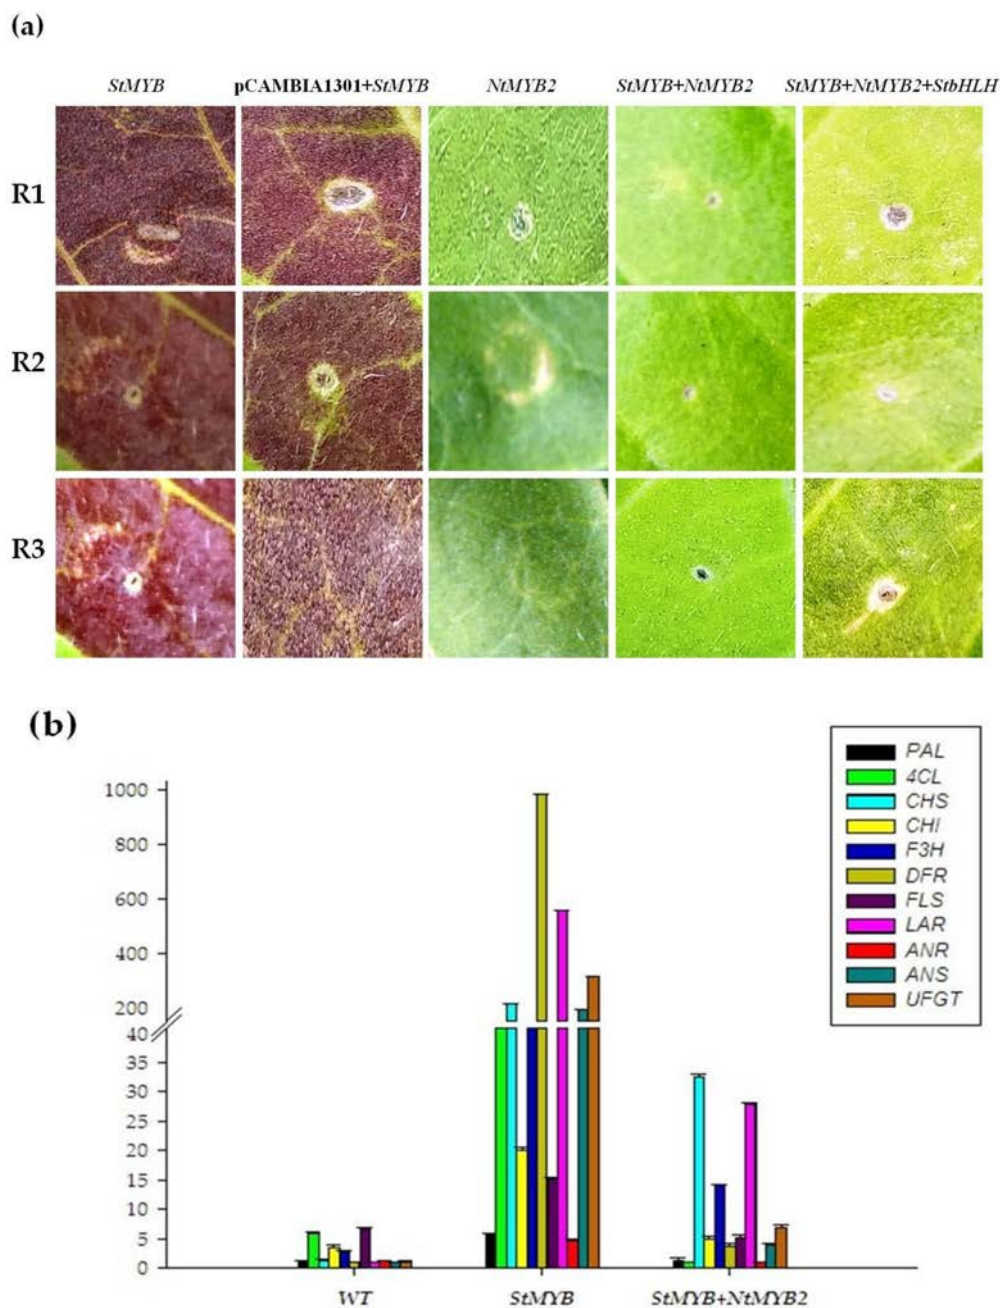 (a)
StMYB pCAMBIA1301+StMYB NtMYB2 StMYB+NtMYB2 StMYB+NtMYB2+StbHLH
R1
R2
R3
(b)
PAL
4CL
CHS
CHI
F3H
DFR
FLS
LAR
ANR
ANS
UFGT
1000
800
600
400
200
40
35
30
25
20
15
10
5
0
WT StMYB StMYB+NtMYB2